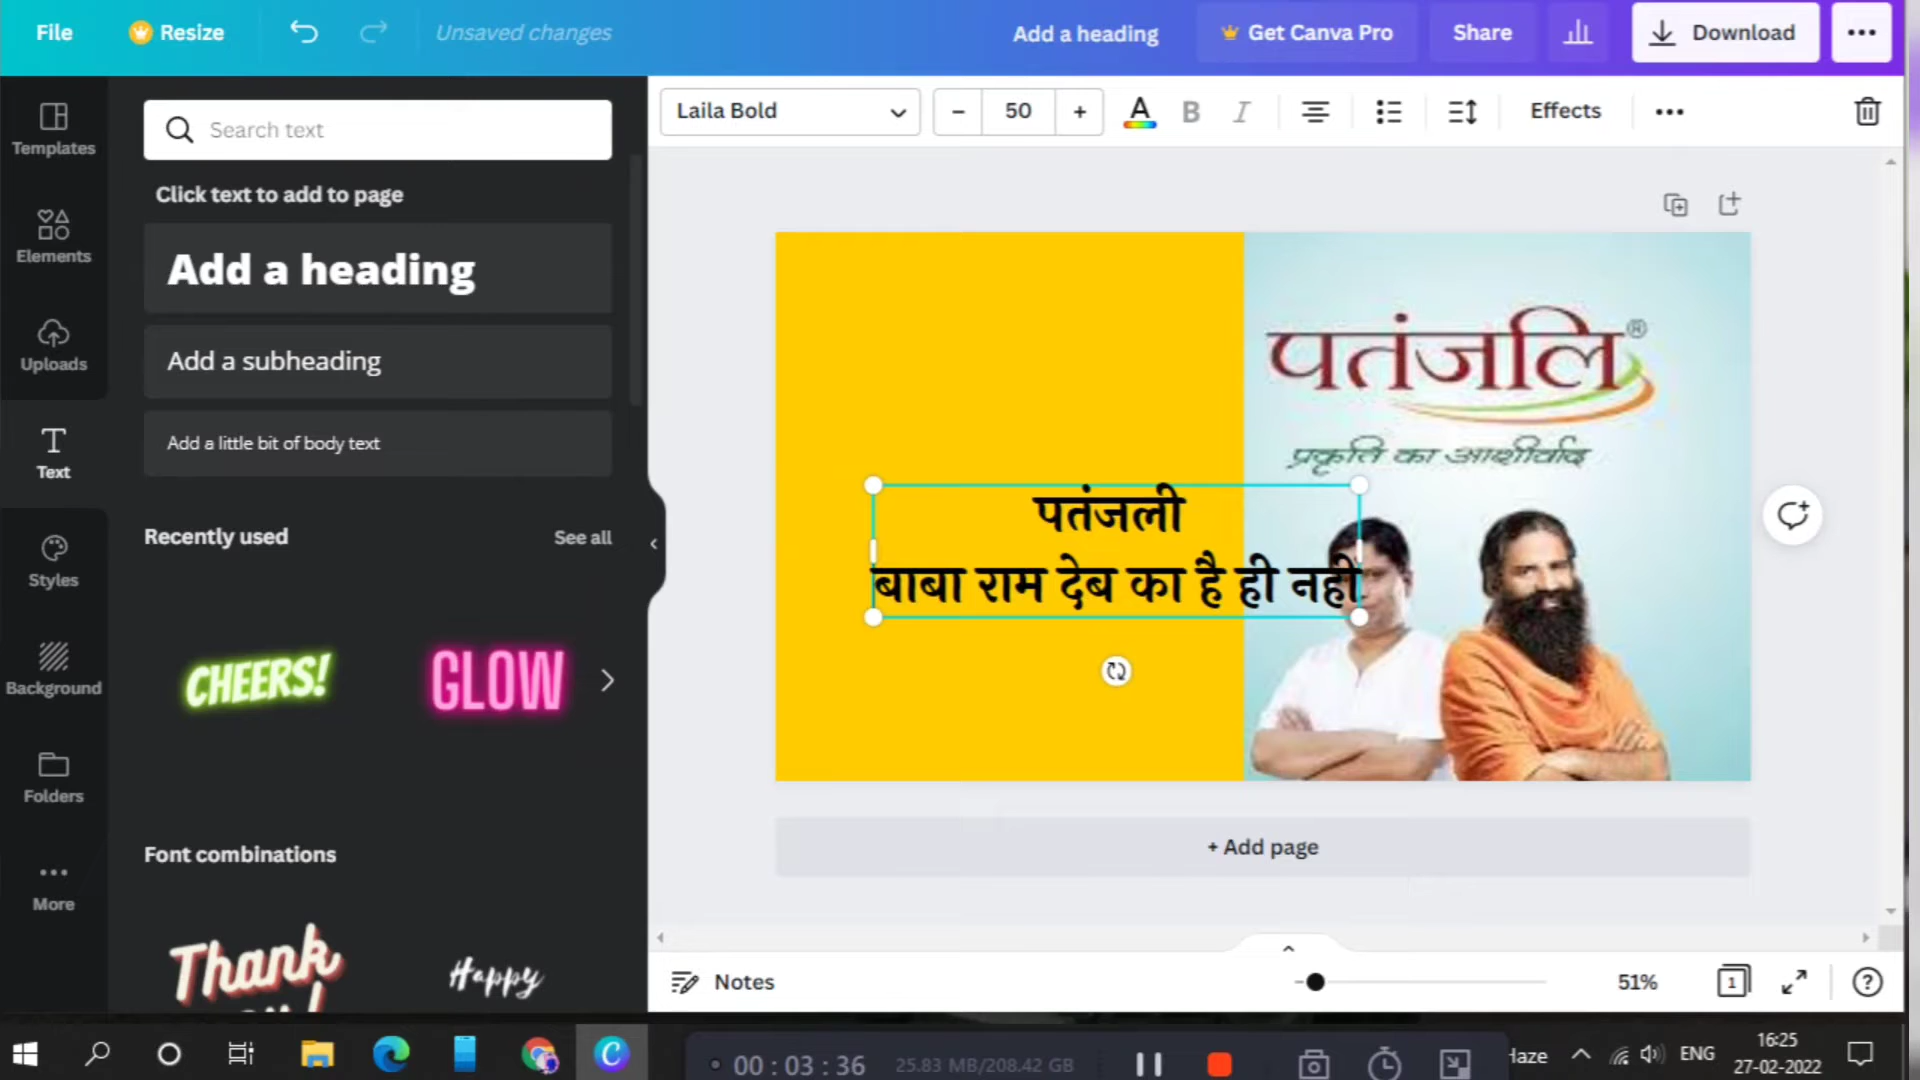 File
Resize
Unsaved changes
Add a heading
Get Canva Pro
Share
Download
Templates
Elements
Uploads
Text
Styles
Background
Folders
More
Search text
Click text to add to page
Add a heading
Add a subheading
Add a little bit of body text
Recently used
See all
CHEERS!
GLOW
Font combinations
Thank
Happy
Laila Bold
50
Effects
पतंजलि®
प्रकृति का आशीर्वाद
पतंजली
बाबा राम देब का है ही नही
+ Add page
Notes
51%
1
00:03:36
25.83 MB/208.42 GB
Haze
ENG
16:25
27-02-2022